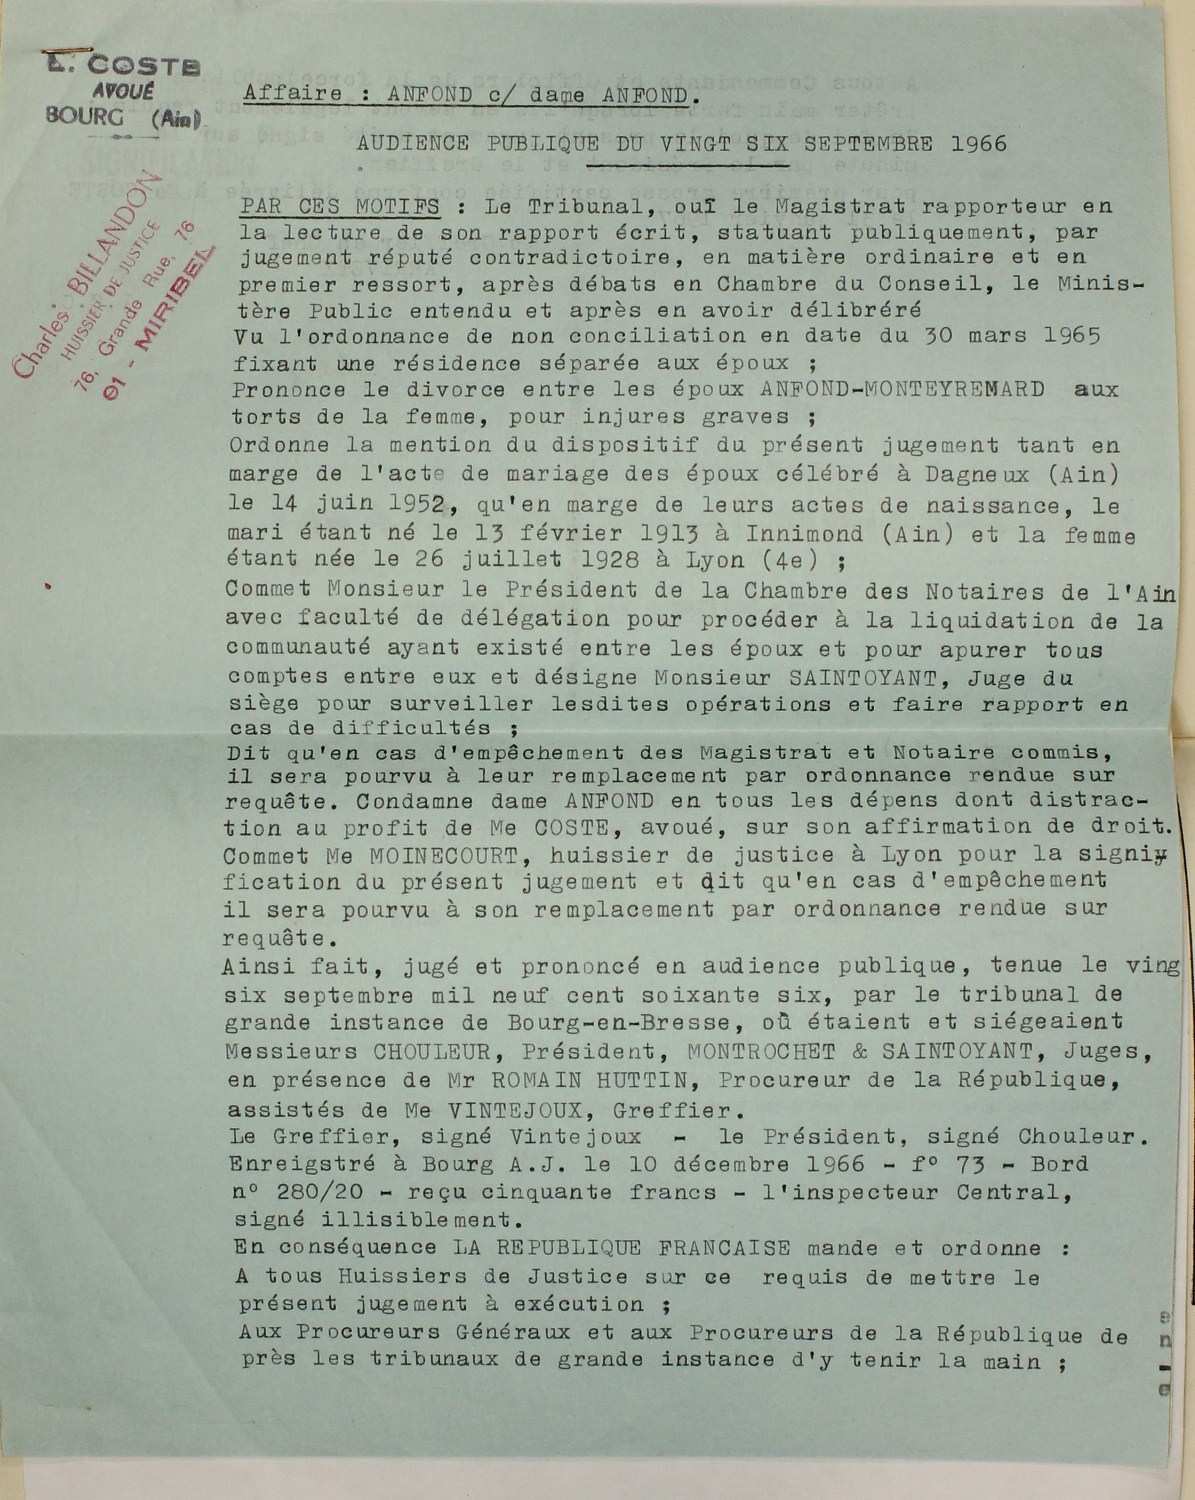 L. COSTE
AVOUÉ
BOURG (Ain)
Charles BILLANDON
HUISSIER DE JUSTICE
76, Grande Rue, 76
01 - MIRIBEL
Affaire : ANFOND c/ dame ANFOND.
AUDIENCE PUBLIQUE DU VINGT SIX SEPTEMBRE 1966
PAR CES MOTIFS : Le Tribunal, ouï le Magistrat rapporteur en
la lecture de son rapport écrit, statuant publiquement, par
jugement réputé contradictoire, en matière ordinaire et en
premier ressort, après débats en Chambre du Conseil, le Minis-
tère Public entendu et après en avoir délibréré
Vu l'ordonnance de non conciliation en date du 30 mars 1965
fixant une résidence séparée aux époux ;
Prononce le divorce entre les époux ANFOND-MONTEYREMARD aux
torts de la femme, pour injures graves ;
Ordonne la mention du dispositif du présent jugement tant en
marge de l'acte de mariage des époux célébré à Dagneux (Ain)
le 14 juin 1952, qu'en marge de leurs actes de naissance, le
mari étant né le 13 février 1913 à Innimond (Ain) et la femme
étant née le 26 juillet 1928 à Lyon (4e) ;
Commet Monsieur le Président de la Chambre des Notaires de l'Ain
avec faculté de délégation pour procéder à la liquidation de la
communauté ayant existé entre les époux et pour apurer tous
comptes entre eux et désigne Monsieur SAINTOYANT, Juge du
siège pour surveiller lesdites opérations et faire rapport en
cas de difficultés ;
Dit qu'en cas d'empêchement des Magistrat et Notaire commis,
il sera pourvu à leur remplacement par ordonnance rendue sur
requête. Condamne dame ANFOND en tous les dépens dont distrac-
tion au profit de Me COSTE, avoué, sur son affirmation de droit.
Commet Me MOINECOURT, huissier de justice à Lyon pour la signiy
fication du présent jugement et dit qu'en cas d'empêchement
il sera pourvu à son remplacement par ordonnance rendue sur
requête.
Ainsi fait, jugé et prononcé en audience publique, tenue le ving
six septembre mil neuf cent soixante six, par le tribunal de
grande instance de Bourg-en-Bresse, où étaient et siégeaient
Messieurs CHOULEUR, Président, MONTROCHET & SAINTOYANT, Juges,
en présence de Mr ROMAIN HUTTIN, Procureur de la République,
assistés de Me VINTEJOUX, Greffier.
Le Greffier, signé Vintejoux - le Président, signé Chouleur.
Enreigstré à Bourg A.J. le 10 décembre 1966 - f° 73 - Bord
n° 280/20 - reçu cinquante francs - l'inspecteur Central,
signé illisiblement.
En conséquence LA REPUBLIQUE FRANCAISE mande et ordonne :
A tous Huissiers de Justice sur ce requis de mettre le
présent jugement à exécution ;
Aux Procureurs Généraux et aux Procureurs de la République de
près les tribunaux de grande instance d'y tenir la main ;